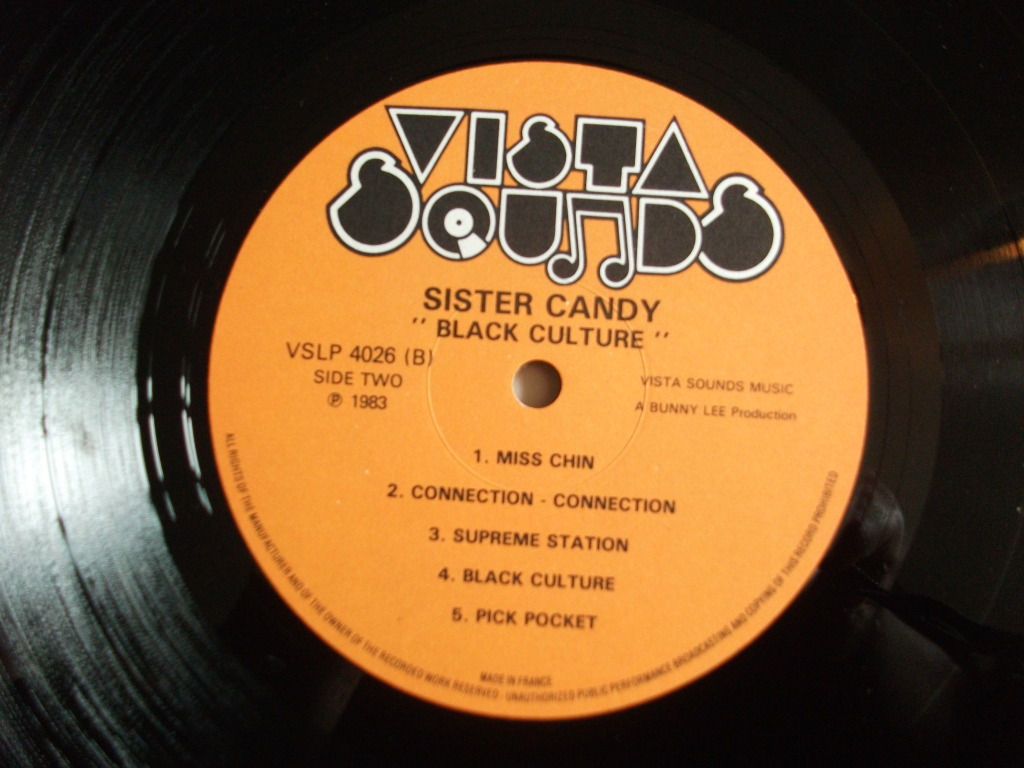 VISTA
SOUNDS
SISTER CANDY
" BLACK CULTURE "
VSLP 4026 (B)
SIDE TWO
℗ 1983
VISTA SOUNDS MUSIC
A BUNNY LEE Production
1. MISS CHIN
2. CONNECTION - CONNECTION
3. SUPREME STATION
4. BLACK CULTURE
5. PICK POCKET
MADE IN FRANCE
ALL RIGHTS OF THE MANUFACTURER AND OF THE OWNER OF THE RECORDED WORK RESERVED - UNAUTHORIZED PUBLIC PERFORMANCE BROADCASTING AND COPYING OF THIS RECORD PROHIBITED